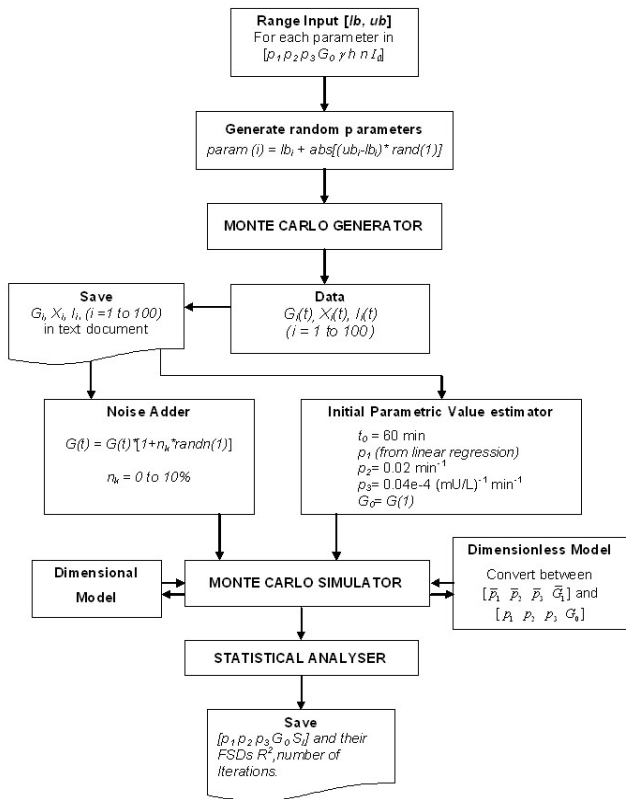 Range Input [lb, ub]
For each parameter in
[p₁ p₂ p₃ G₀ γ h n I₀]
Generate random parameters
param (i) = lbᵢ + abs[(ubᵢ-lbᵢ)* rand(1)]
MONTE CARLO GENERATOR
Save
Gᵢ, Xᵢ, Iᵢ, (i =1 to 100)
in text document
Data
Gᵢ(t), Xᵢ(t), Iᵢ(t)
(i = 1 to 100)
Noise Adder
G(t) = G(t)*[1+nₖ*randn(1)]
nₖ = 0 to 10%
Initial Parametric Value estimator
t₀ = 60 min
p₁ (from linear regression)
p₂= 0.02 min⁻¹
p₃= 0.04e-4 (mU/L)⁻¹ min⁻¹
G₀= G(1)
Dimensional
Model
MONTE CARLO SIMULATOR
Dimensionless Model
Convert between
[p̅₁ p̅₂ p̅₃ G̅₁] and
[p₁ p₂ p₃ G₀]
STATISTICAL ANALYSER
Save
[p₁ p₂ p₃ G₀ Sᵢ] and their
FSDs R²,number of
Iterations.